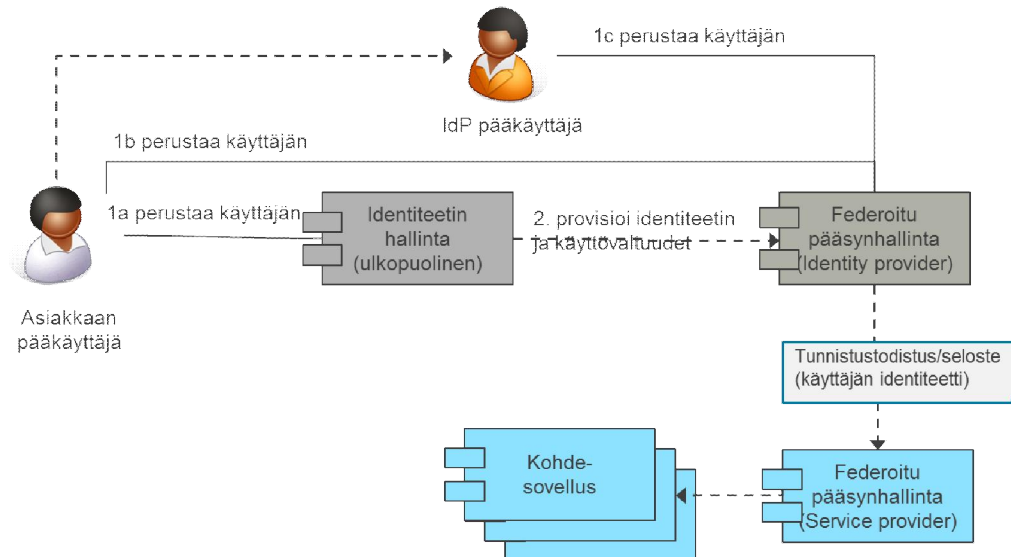 1c perustaa käyttäjän
IdP pääkäyttäjä
1b perustaa käyttäjän
1a perustaa käyttäjän
Identiteetin
hallinta
(ulkopuolinen)
2. provisioi identiteetin
ja käyttövaltuudet
Federoitu
pääsynhallinta
(Identity provider)
Asiakkaan
pääkäyttäjä
Tunnistustodistus/seloste
(käyttäjän identiteetti)
Kohde-
sovellus
Federoitu
pääsynhallinta
(Service provider)